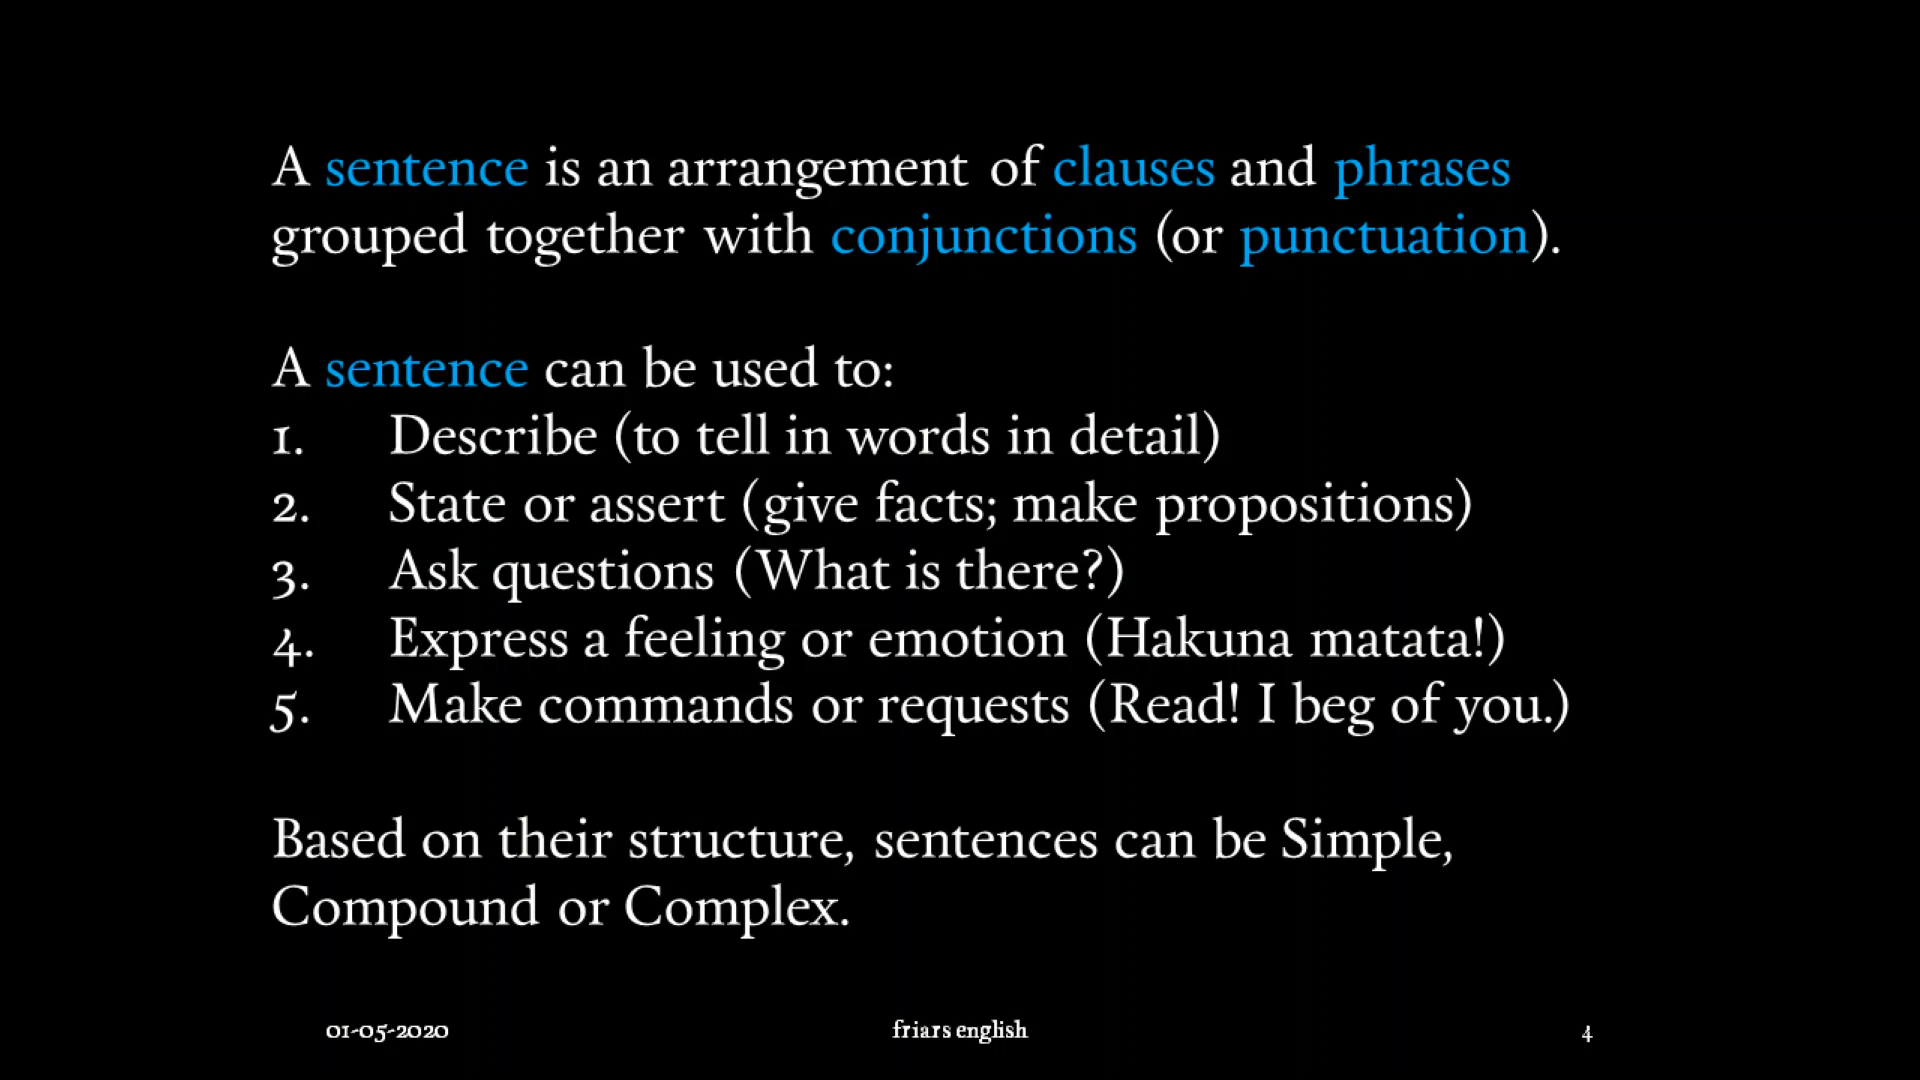 A sentence is an arrangement of clauses and phrases
grouped together with conjunctions (or punctuation).
A sentence can be used to:
1. Describe (to tell in words in detail)
2. State or assert (give facts; make propositions)
3. Ask questions (What is there?)
4. Express a feeling or emotion (Hakuna matata!)
5. Make commands or requests (Read! I beg of you.)
Based on their structure, sentences can be Simple,
Compound or Complex.
01-05-2020 friars english 4